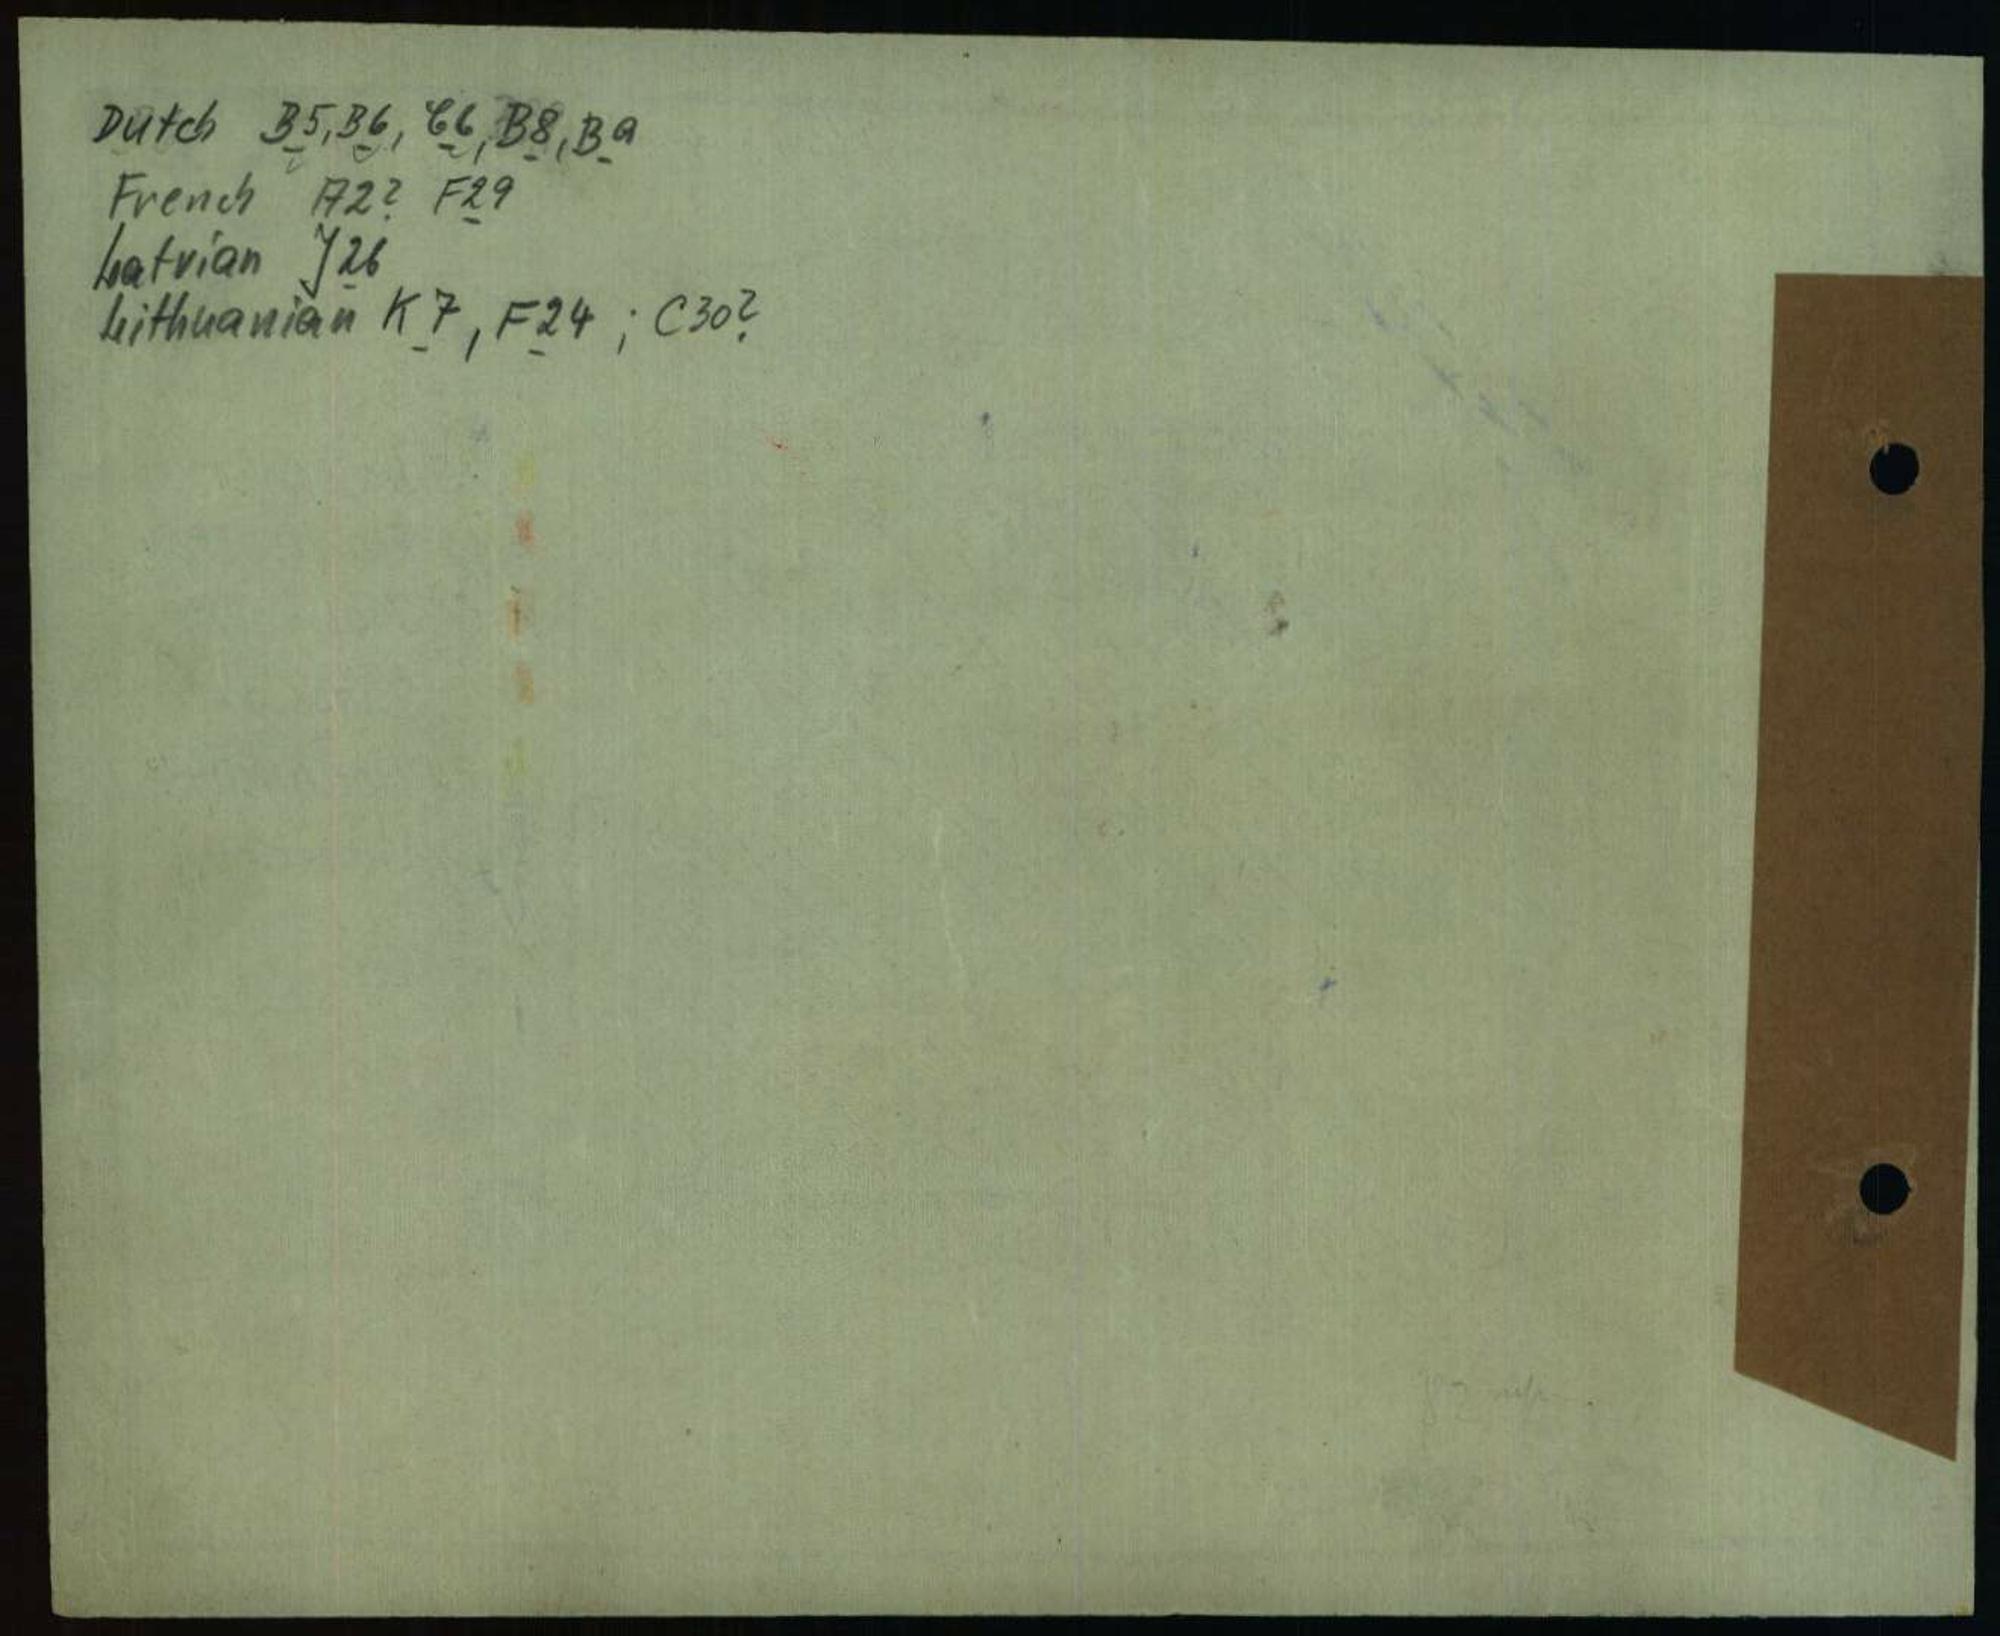 Dutch B5, B6, C6, B8, B9
French A2? F29
Latvian J26
Lithuanian K7, F24 ; C30?